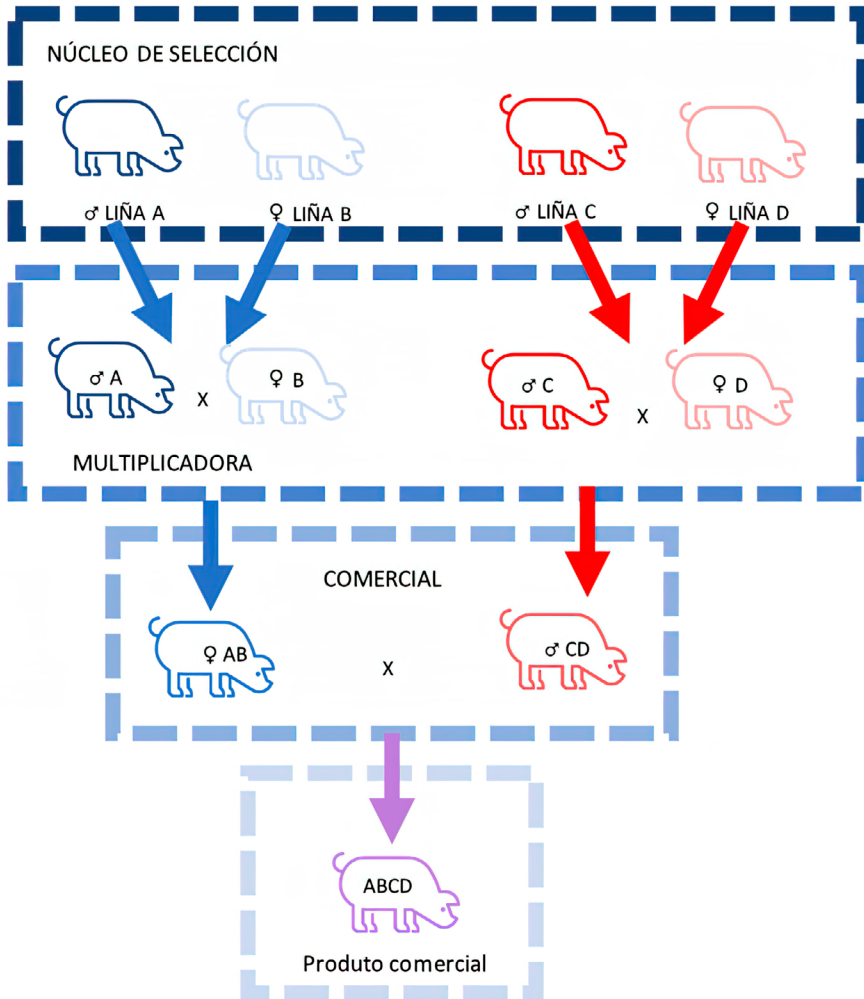 NÚCLEO DE SELECCIÓN
♂ LIÑA A
♀ LIÑA B
♂ LIÑA C
♀ LIÑA D
♂ A
X
♀ B
♂ C
X
♀ D
MULTIPLICADORA
COMERCIAL
♀ AB
X
♂ CD
ABCD
Produto comercial